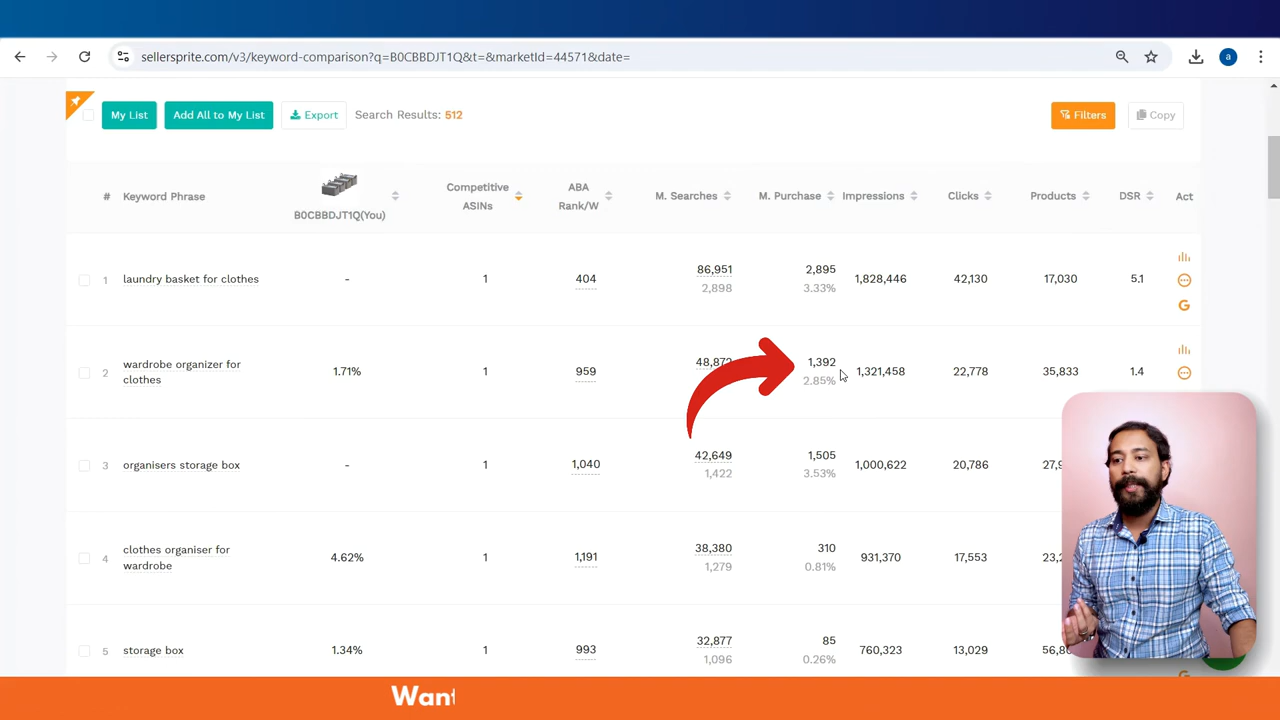 sellersprite.com/v3/keyword-comparison?q=B0CBBDJT1Q&t=&marketId=44571&date=
a
My List
Add All to My List
Export
Search Results: 512
Filters
Copy
#
Keyword Phrase
B0CBBDJT1Q(You)
Competitive
ASINs
ABA
Rank/W
M. Searches
M. Purchase
Impressions
Clicks
Products
DSR
Act
1
laundry basket for clothes
-
1
404
86,951
2,898
2,895
3.33%
1,828,446
42,130
17,030
5.1
G
2
wardrobe organizer for
clothes
1.71%
1
959
1,392
2.85%
1,321,458
22,778
35,833
1.4
3
organisers storage box
-
1
1,040
42,649
1,422
1,505
3.53%
1,000,622
20,786
4
clothes organiser for
wardrobe
4.62%
1
1,191
38,380
1,279
310
0.81%
931,370
17,553
5
storage box
1.34%
1
993
32,877
1,096
85
0.26%
760,323
13,029
Want